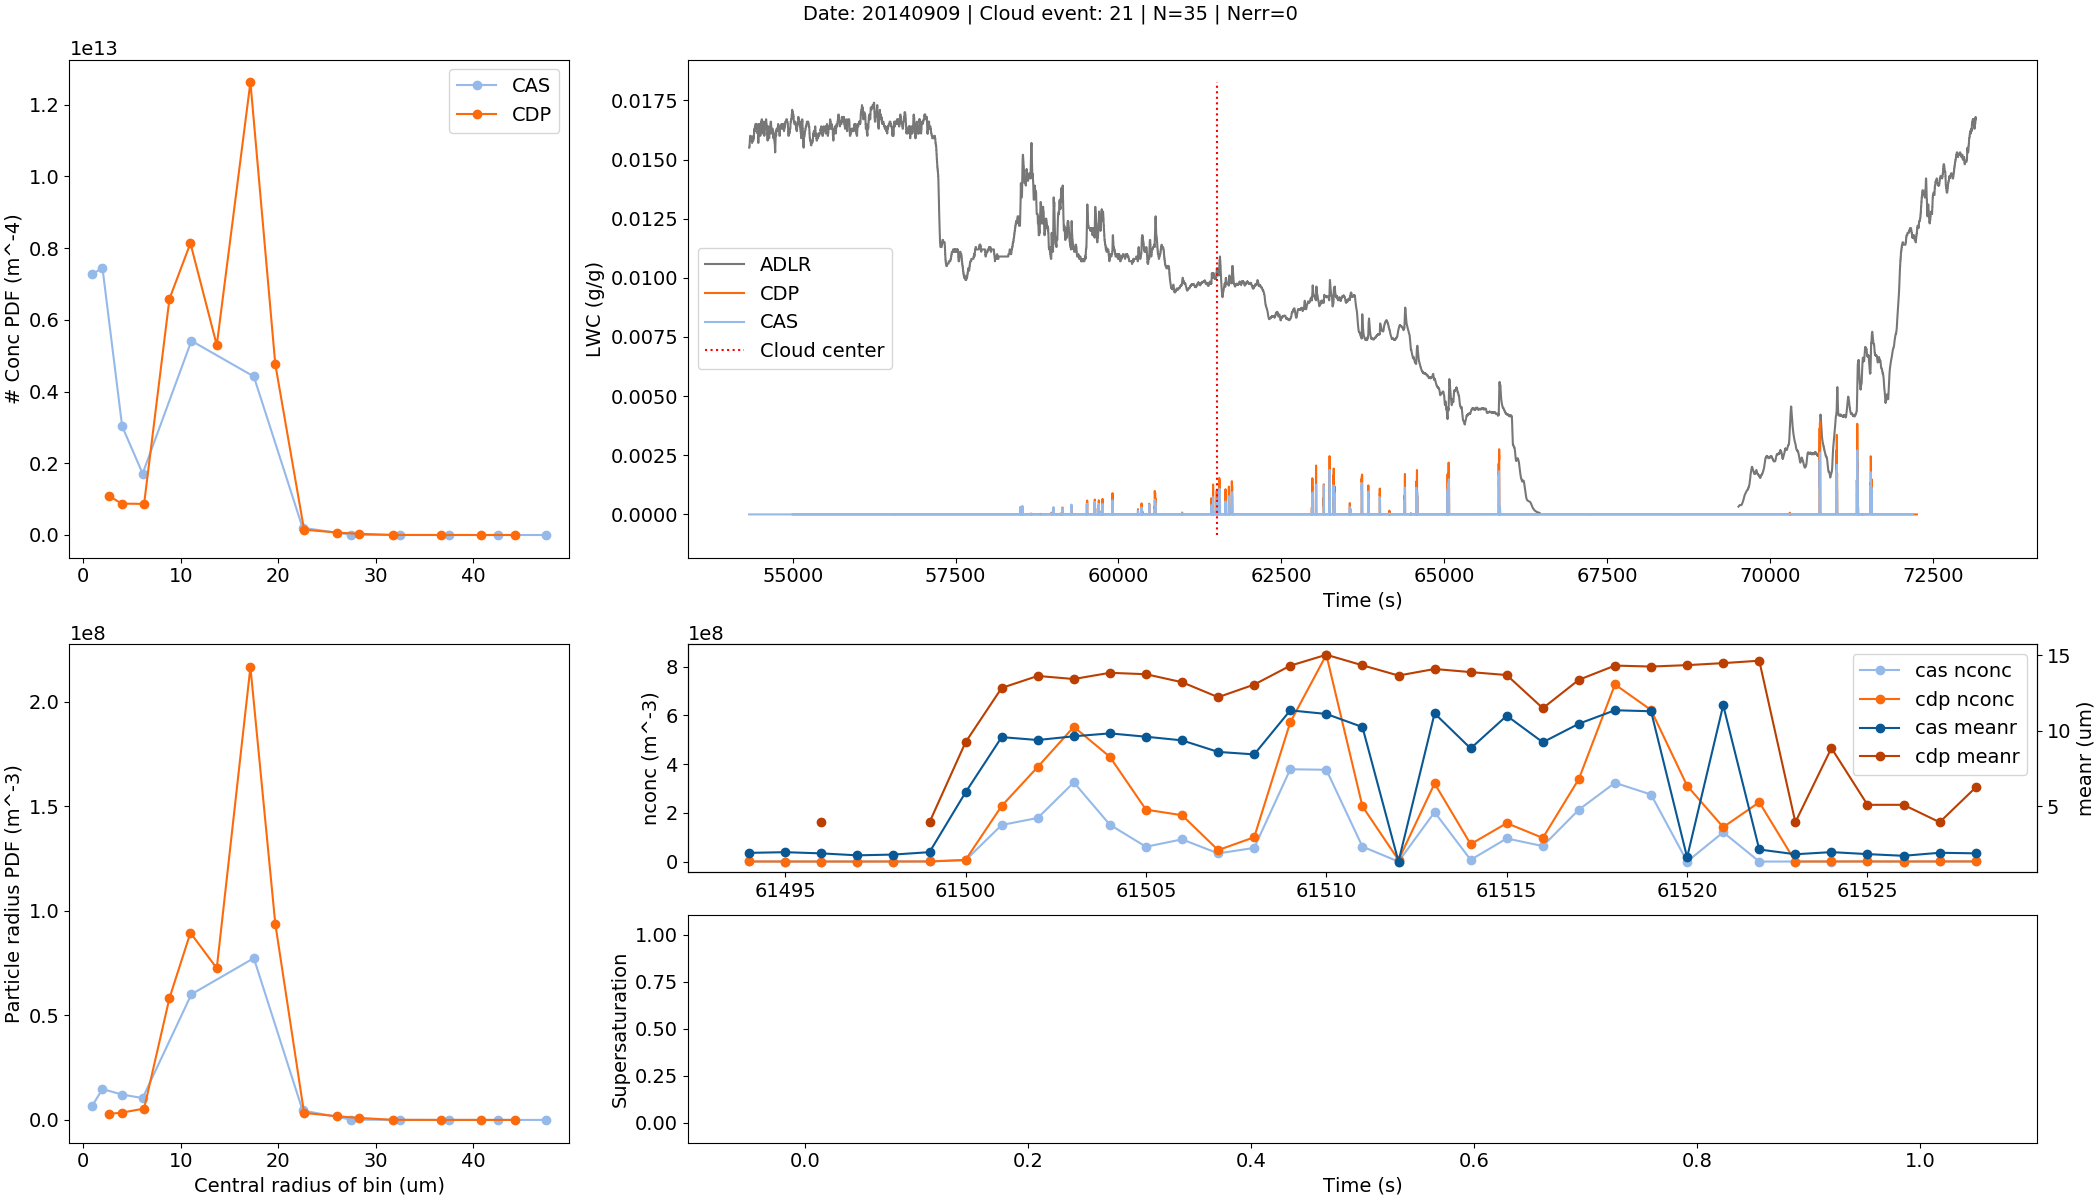 Date: 20140909 | Cloud event: 21 | N=35 | Nerr=0
1e13
# Conc PDF (m^-4)
1.2
1.0
0.8
0.6
0.4
0.2
0.0
0 10 20 30 40
CAS
CDP
LWC (g/g)
0.0175
0.0150
0.0125
0.0100
0.0075
0.0050
0.0025
0.0000
ADLR
CDP
CAS
Cloud center
55000 57500 60000 62500 65000 67500 70000 72500
Time (s)
1e8
Particle radius PDF (m^-3)
2.0
1.5
1.0
0.5
0.0
0 10 20 30 40
Central radius of bin (um)
1e8
nconc (m^-3)
8
6
4
2
0
cas nconc
cdp nconc
cas meanr
cdp meanr
15
10
5
meanr (um)
61495 61500 61505 61510 61515 61520 61525
Supersaturation
1.00
0.75
0.50
0.25
0.00
0.0 0.2 0.4 0.6 0.8 1.0
Time (s)